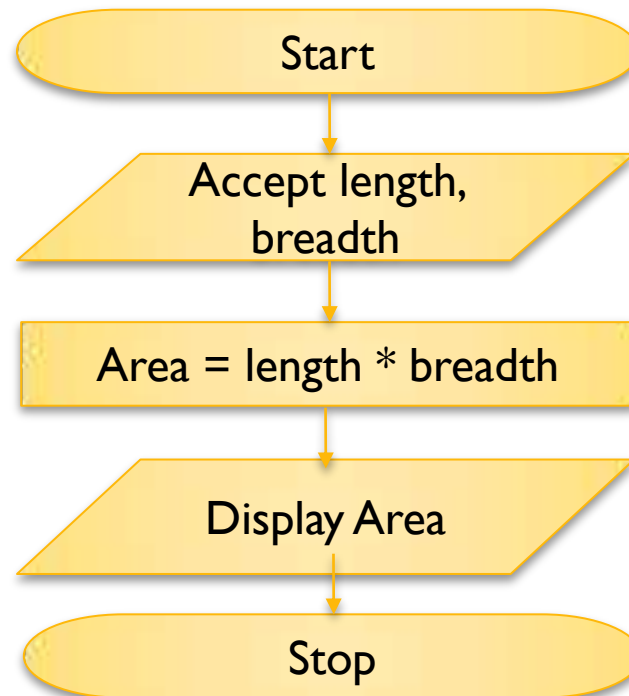 Start
Accept length,
breadth
Area = length * breadth
Display Area
Stop